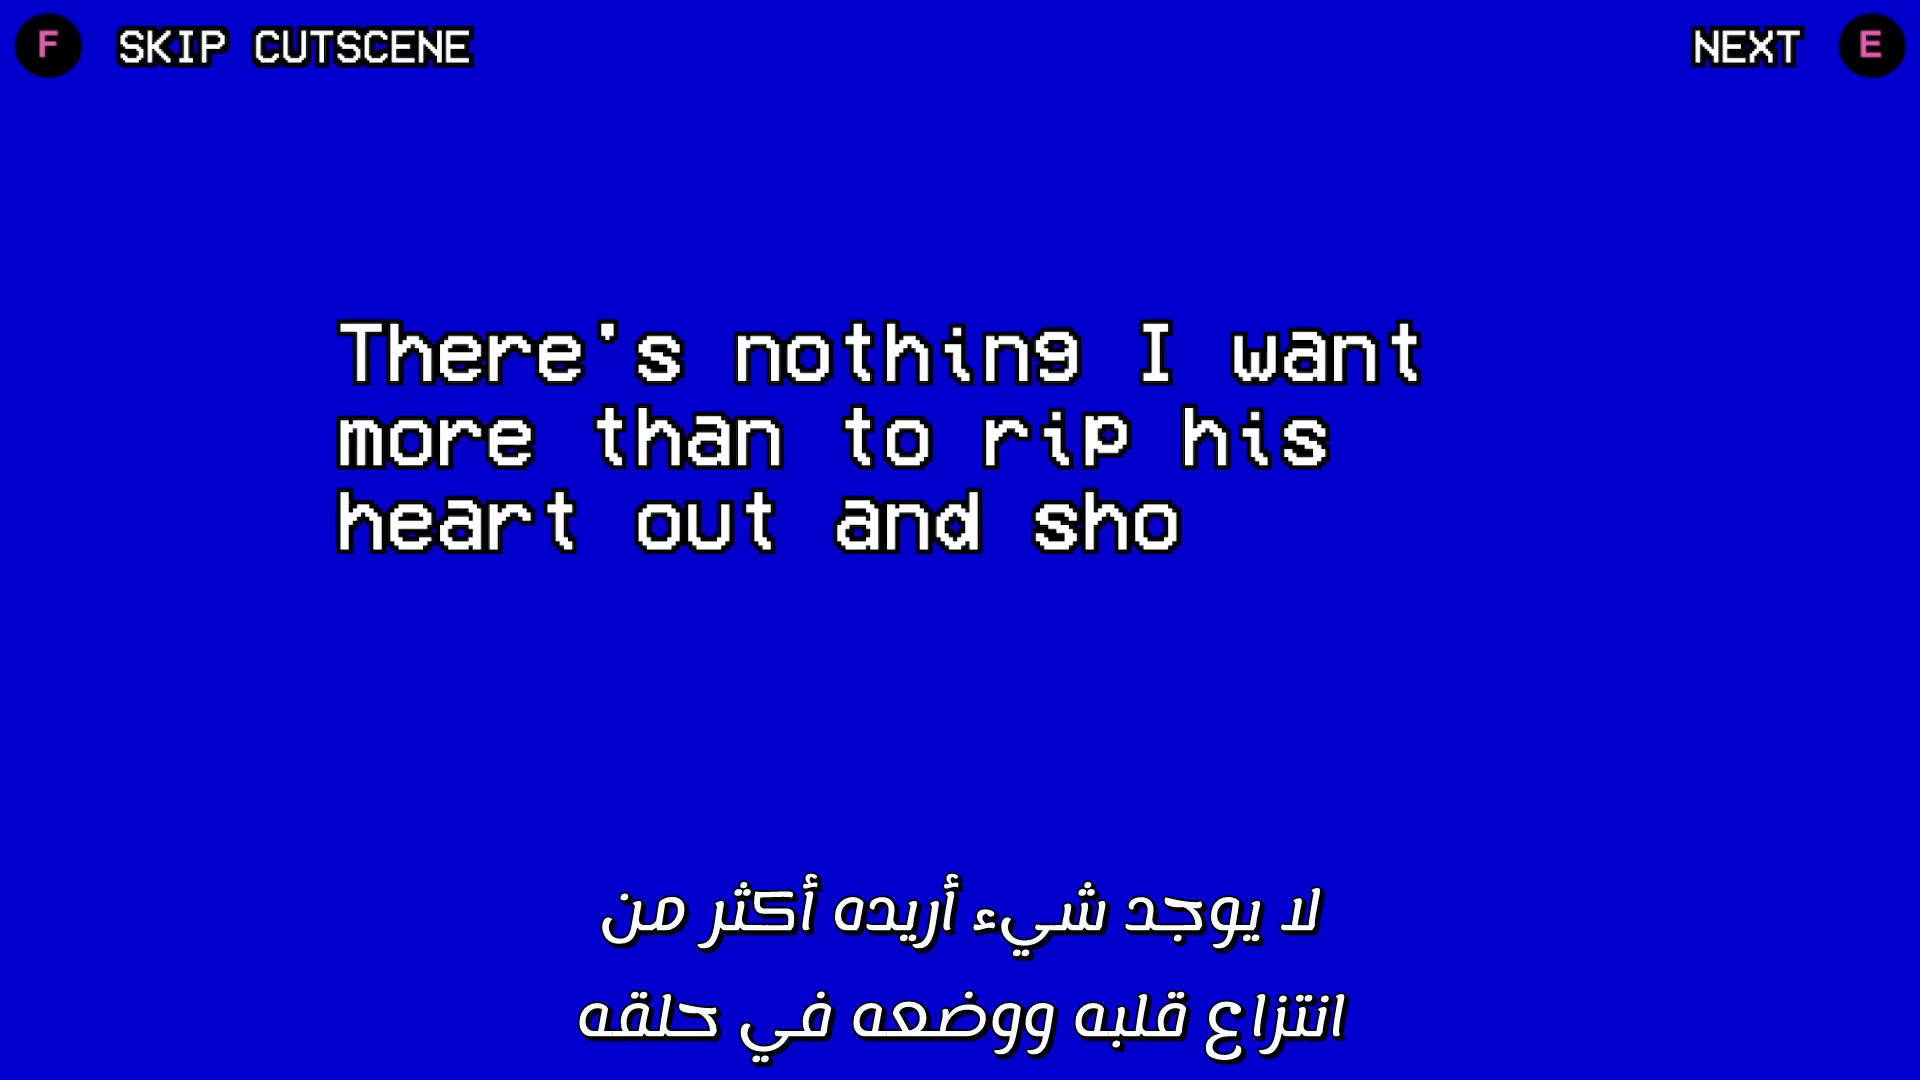 F SKIP CUTSCENE NEXT E
There's nothing I want
more than to rip his
heart out and sho
لا يوجد شيء أريده أكثر من
انتزاع قلبه ووضعه في حلقه